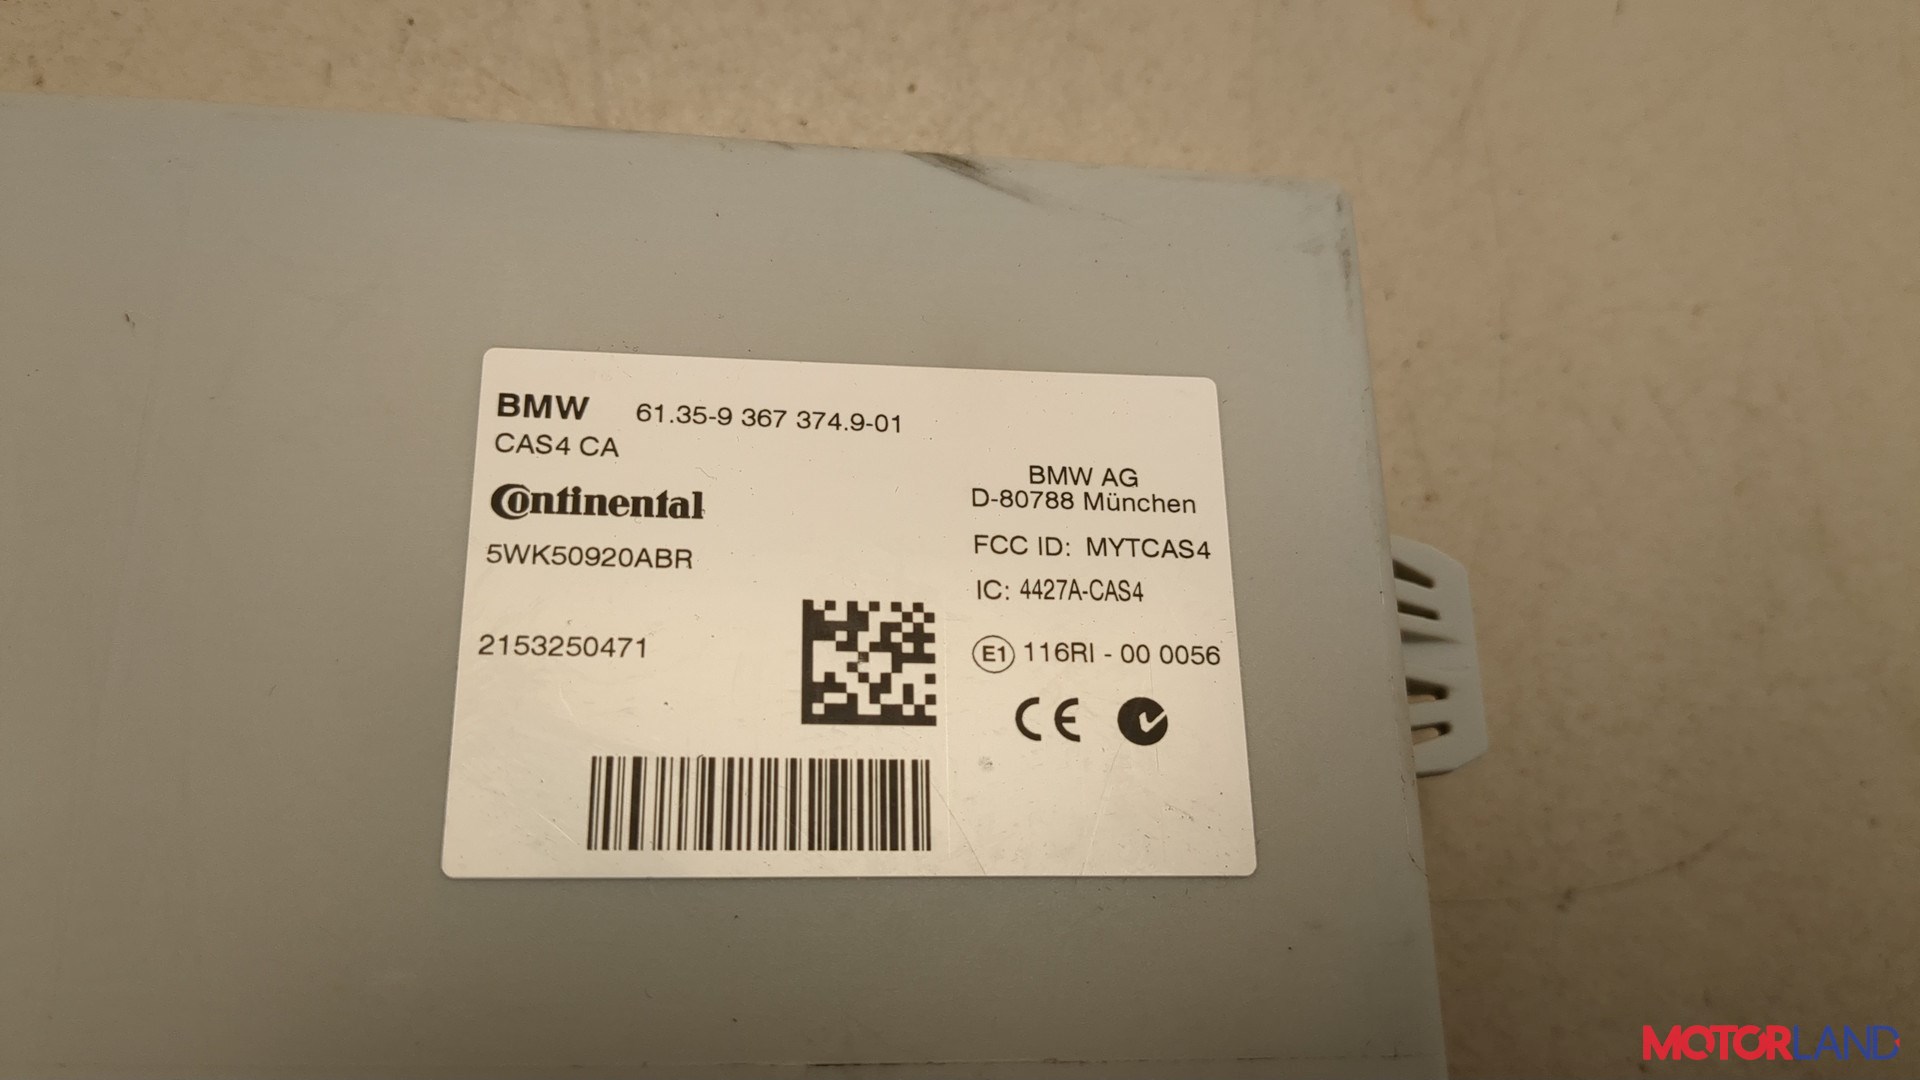 BMW 61.35-9 367 374.9-01
CAS4 CA
Continental
5WK50920ABR
2153250471
BMW AG
D-80788 München
FCC ID: MYTCAS4
IC: 4427A-CAS4
E1 116RI - 00 0056
CE
MOTORLAND